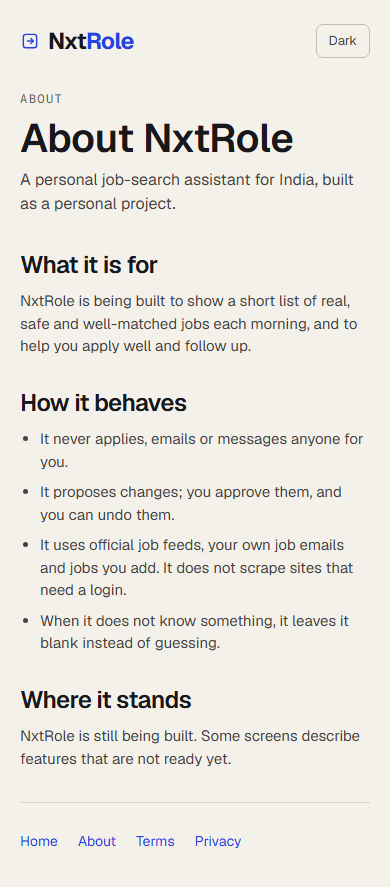 NxtRole
Dark
ABOUT
About NxtRole
A personal job-search assistant for India, built
as a personal project.
What it is for
NxtRole is being built to show a short list of real,
safe and well-matched jobs each morning, and to
help you apply well and follow up.
How it behaves
• It never applies, emails or messages anyone for
you.
• It proposes changes; you approve them, and
you can undo them.
• It uses official job feeds, your own job emails
and jobs you add. It does not scrape sites that
need a login.
• When it does not know something, it leaves it
blank instead of guessing.
Where it stands
NxtRole is still being built. Some screens describe
features that are not ready yet.
Home About Terms Privacy